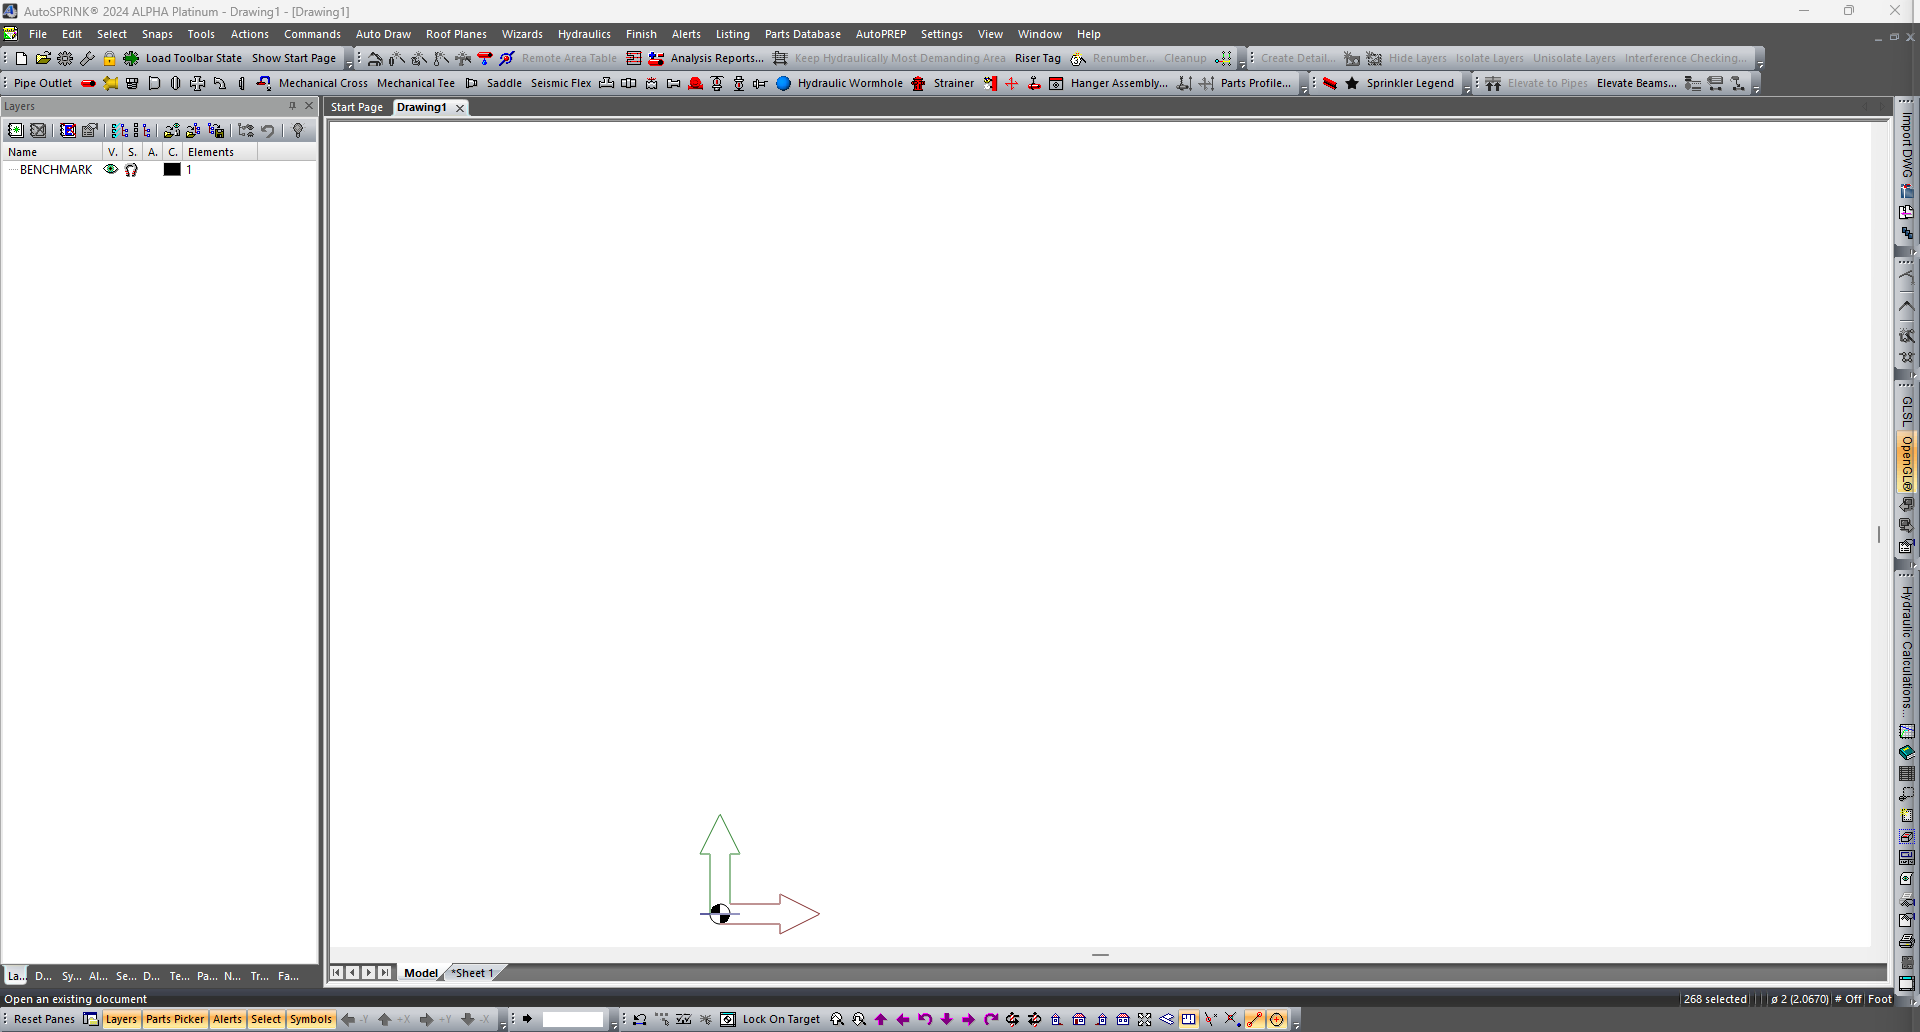 AutoSPRINK® 2024 ALPHA Platinum - Drawing1 - [Drawing1]
File Edit Select Snaps Tools Actions Commands Auto Draw Roof Planes Wizards Hydraulics Finish Alerts Listing Parts Database AutoPREP Settings View Window Help
Load Toolbar State Show Start Page Remote Area Table Analysis Reports... Keep Hydraulically Most Demanding Area Riser Tag Renumber... Cleanup Create Detail... Hide Layers Isolate Layers Unisolate Layers Interference Checking...
Pipe Outlet Mechanical Cross Mechanical Tee Saddle Seismic Flex Hydraulic Wormhole Strainer Hanger Assembly... Parts Profile... Sprinkler Legend Elevate to Pipes Elevate Beams...
Layers
Start Page Drawing1
Name V. S. A. C. Elements
BENCHMARK 1
Import DWG
GLSL
OpenGL®
Hydraulic Calculations...
La... D... Sy... Al... Se... D... Te... Pa... N... Tr... Fa...
Model *Sheet 1
Open an existing document
268 selected ø 2 (2.0670) # Off Foot
Reset Panes Layers Parts Picker Alerts Select Symbols -Y +X +Y -X Lock On Target